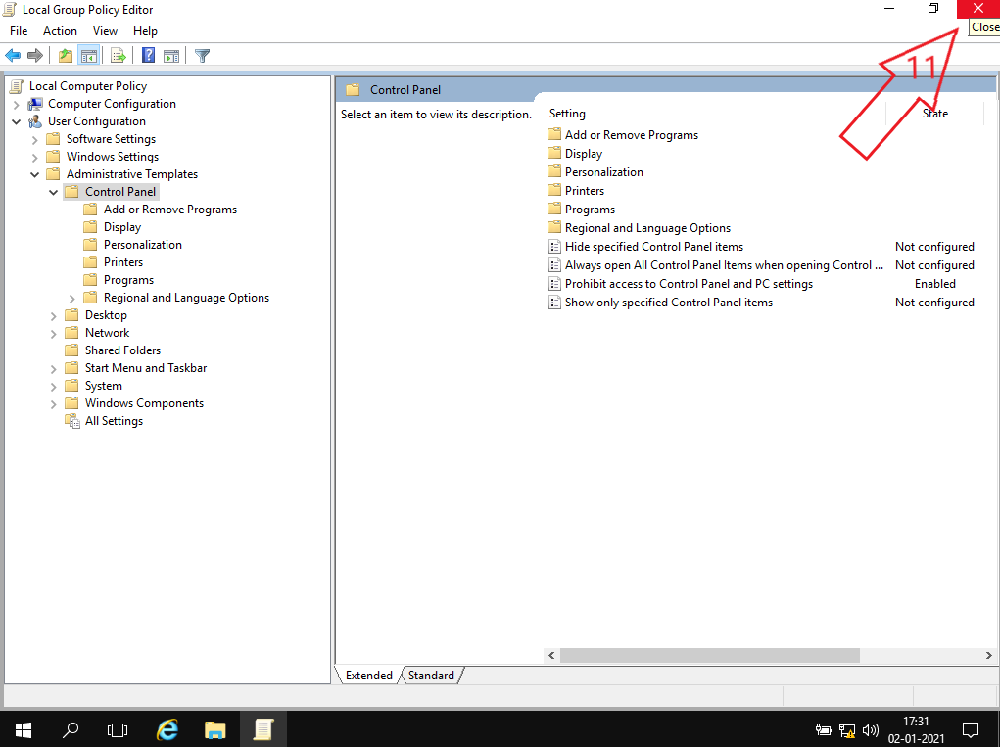 Local Group Policy Editor
Close
File Action View Help
11
Local Computer Policy
Computer Configuration
User Configuration
Software Settings
Windows Settings
Administrative Templates
Control Panel
Add or Remove Programs
Display
Personalization
Printers
Programs
Regional and Language Options
Desktop
Network
Shared Folders
Start Menu and Taskbar
System
Windows Components
All Settings
Control Panel
Select an item to view its description.
Setting State
Add or Remove Programs
Display
Personalization
Printers
Programs
Regional and Language Options
Hide specified Control Panel items Not configured
Always open All Control Panel Items when opening Control ... Not configured
Prohibit access to Control Panel and PC settings Enabled
Show only specified Control Panel items Not configured
Extended Standard
17:31
02-01-2021